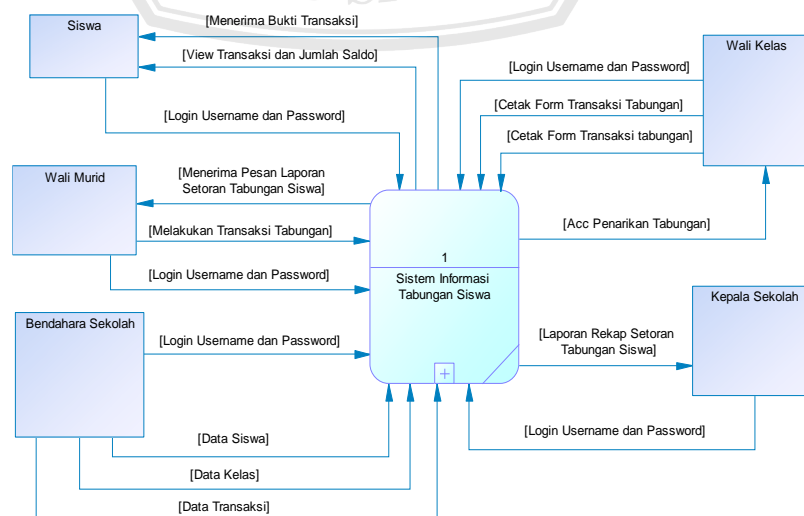 Siswa
[Menerima Bukti Transaksi]
[View Transaksi dan Jumlah Saldo]
[Login Username dan Password]
Wali Kelas
[Login Username dan Password]
[Cetak Form Transaksi Tabungan]
[Cetak Form Transaksi tabungan]
[Acc Penarikan Tabungan]
Wali Murid
[Menerima Pesan Laporan
Setoran Tabungan Siswa]
[Melakukan Transaksi Tabungan]
[Login Username dan Password]
1
Sistem Informasi
Tabungan Siswa
Kepala Sekolah
[Laporan Rekap Setoran
Tabungan Siswa]
[Login Username dan Password]
Bendahara Sekolah
[Login Username dan Password]
[Data Siswa]
[Data Kelas]
[Data Transaksi]